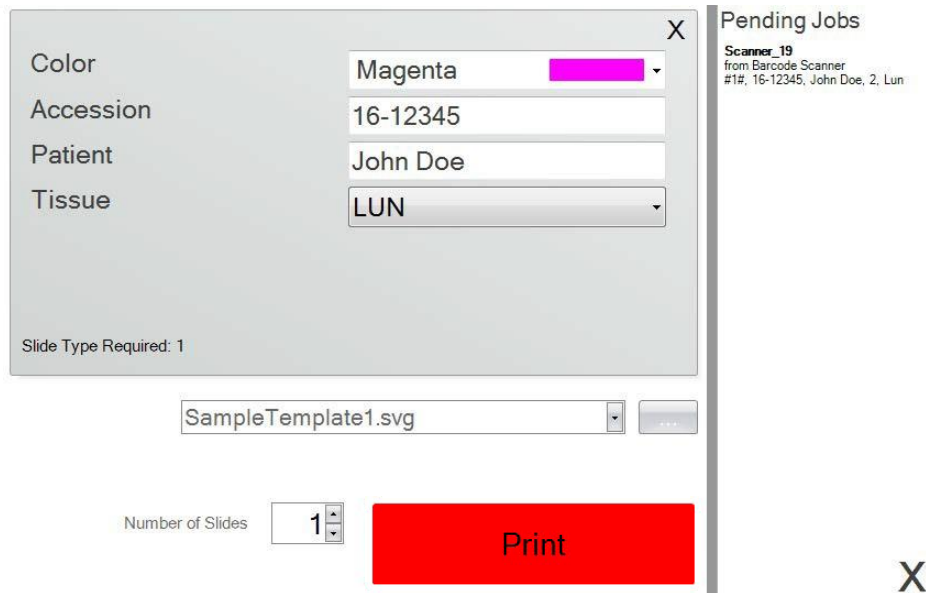 X
Color
Magenta
Accession
16-12345
Patient
John Doe
Tissue
LUN
Slide Type Required: 1
SampleTemplate1.svg
...
Number of Slides
1
Print
Pending Jobs
Scanner_19
from Barcode Scanner
#1#, 16-12345, John Doe, 2, Lun
X